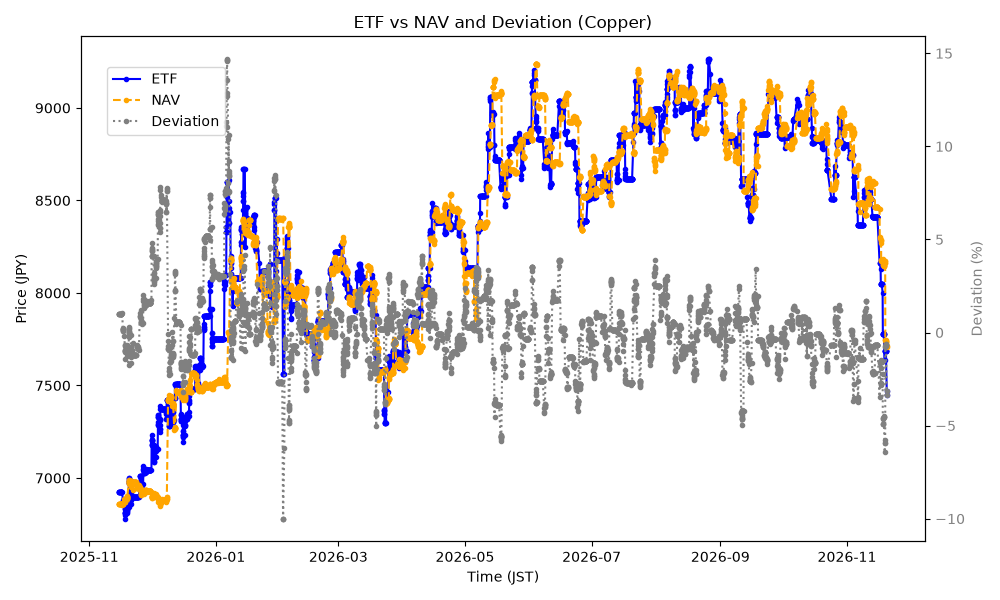 ETF vs NAV and Deviation (Copper)
ETF
NAV
Deviation
Price (JPY)
9000
8500
8000
7500
7000
15
10
5
0
−5
−10
Deviation (%)
2025-11
2026-01
2026-03
2026-05
2026-07
2026-09
2026-11
Time (JST)